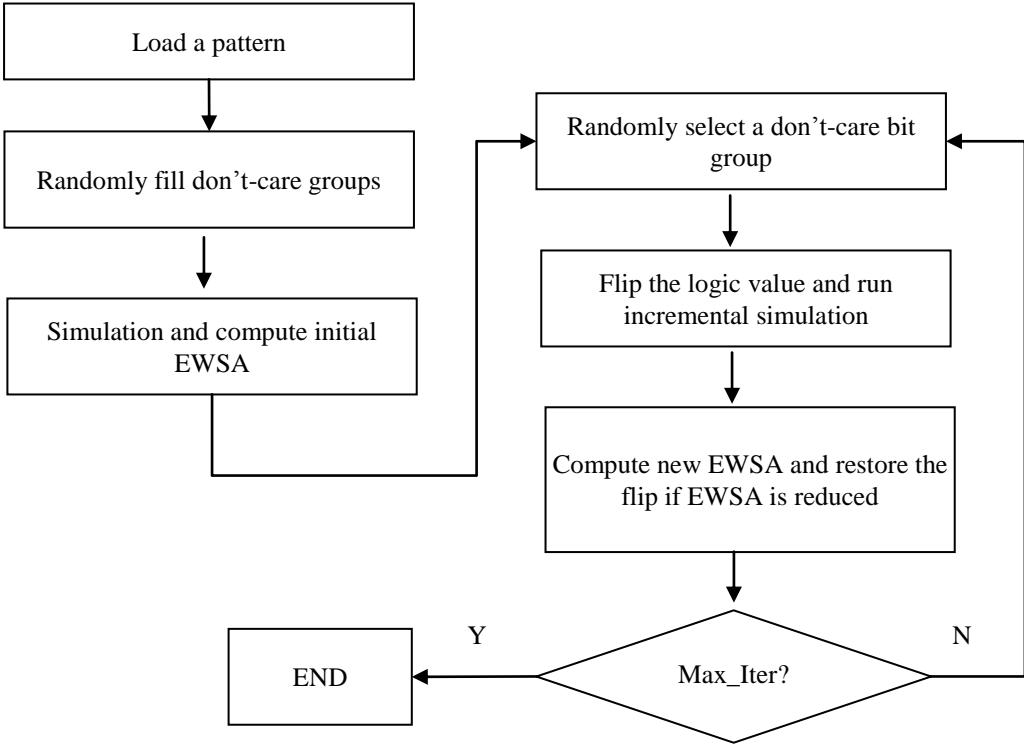 Load a pattern
Randomly fill don’t-care groups
Simulation and compute initial
EWSA
Randomly select a don’t-care bit
group
Flip the logic value and run
incremental simulation
Compute new EWSA and restore the
flip if EWSA is reduced
Max_Iter?
Y
N
END